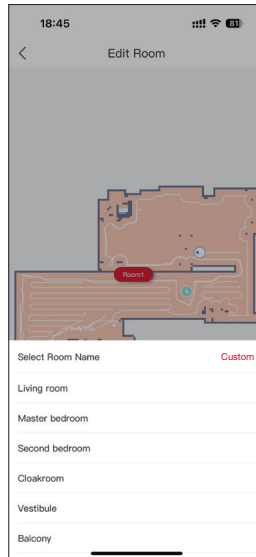 18:45
81
Edit Room
Room1
Select Room Name Custom
Living room
Master bedroom
Second bedroom
Cloakroom
Vestibule
Balcony